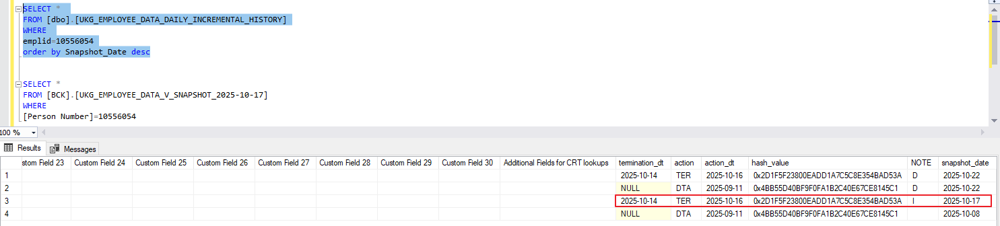 SELECT *
FROM [dbo].[UKG_EMPLOYEE_DATA_DAILY_INCREMENTAL_HISTORY]
WHERE
emplid=10556054
order by Snapshot_Date desc
SELECT *
FROM [BCK].[UKG_EMPLOYEE_DATA_V_SNAPSHOT_2025-10-17]
WHERE
[Person Number]=10556054
100 %
Results Messages
stom Field 23 Custom Field 24 Custom Field 25 Custom Field 26 Custom Field 27 Custom Field 28 Custom Field 29 Custom Field 30 Additional Fields for CRT lookups termination_dt action action_dt hash_value NOTE snapshot_date
1 2025-10-14 TER 2025-10-16 0x2D1F5F23800EADD1A7C5C8E354BAD53A D 2025-10-22
2 NULL DTA 2025-09-11 0x4BB55D40BF9F0FA1B2C40E67CE8145C1 D 2025-10-22
3 2025-10-14 TER 2025-10-16 0x2D1F5F23800EADD1A7C5C8E354BAD53A I 2025-10-17
4 NULL DTA 2025-09-11 0x4BB55D40BF9F0FA1B2C40E67CE8145C1 2025-10-08